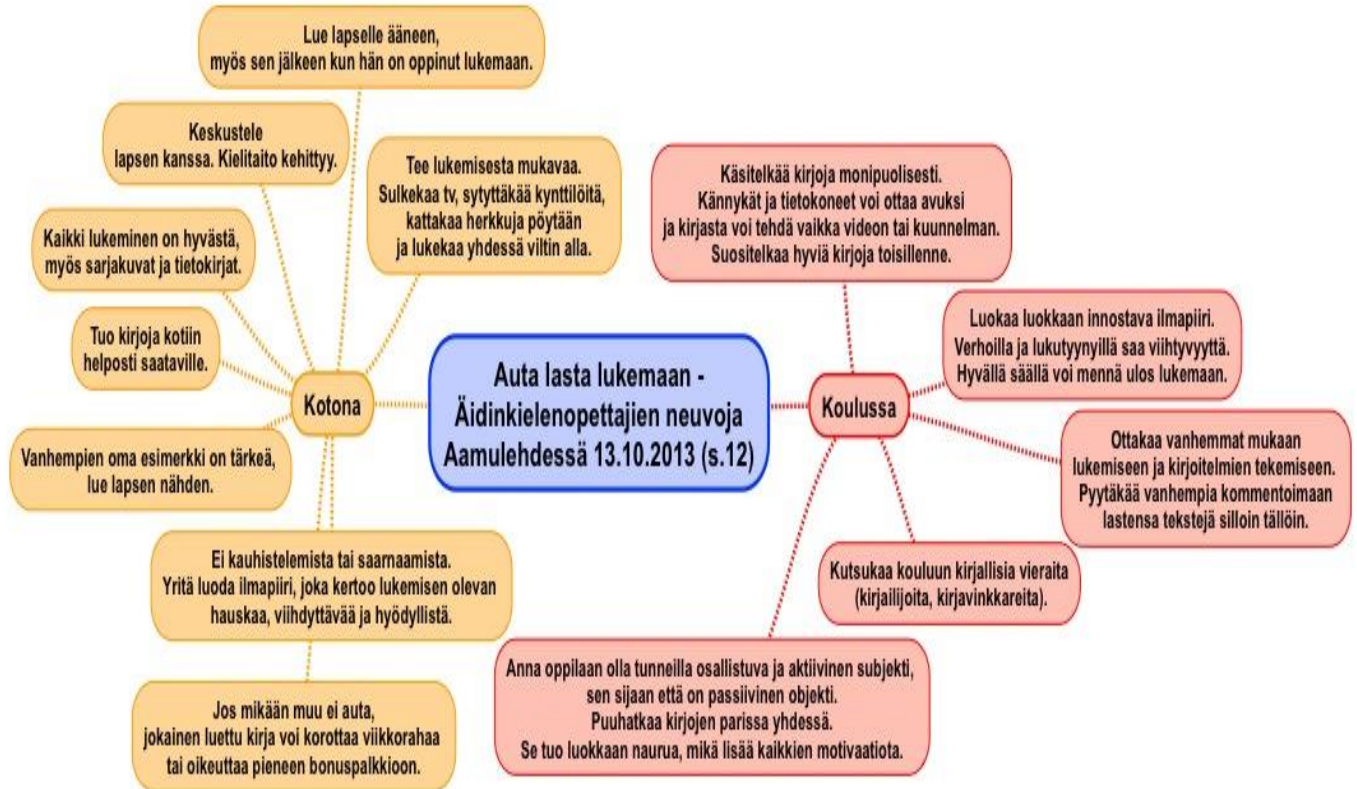 Lue lapselle ääneen,
myös sen jälkeen kun hän on oppinut lukemaan.
Keskustele
lapsen kanssa. Kielitaito kehittyy.
Tee lukemisesta mukavaa.
Sulkekaa tv, sytyttäkää kynttilöitä,
kattakaa herkkuja pöytään
ja lukekaa yhdessä viltin alla.
Kaikki lukeminen on hyvästä,
myös sarjakuvat ja tietokirjat.
Tuo kirjoja kotiin
helposti saataville.
Kotona
Vanhempien oma esimerkki on tärkeä,
lue lapsen nähden.
Ei kauhistelemista tai saarnaamista.
Yritä luoda ilmapiiri, joka kertoo lukemisen olevan
hauskaa, viihdyttävää ja hyödyllistä.
Jos mikään muu ei auta,
jokainen luettu kirja voi korottaa viikkorahaa
tai oikeuttaa pieneen bonuspalkkioon.
Auta lasta lukemaan -
Äidinkielenopettajien neuvoja
Aamulehdessä 13.10.2013 (s.12)
Käsitelkää kirjoja monipuolisesti.
Kännykät ja tietokoneet voi ottaa avuksi
ja kirjasta voi tehdä vaikka videon tai kuunnelman.
Suositelkaa hyviä kirjoja toisillenne.
Luokaa luokkaan innostava ilmapiiri.
Verhoilla ja lukutyynyillä saa viihtyvyyttä.
Hyvällä säällä voi mennä ulos lukemaan.
Koulussa
Ottakaa vanhemmat mukaan
lukemiseen ja kirjoitelmien tekemiseen.
Pyytäkää vanhempia kommentoimaan
lastensa tekstejä silloin tällöin.
Kutsukaa kouluun kirjallisia vieraita
(kirjailijoita, kirjavinkkareita).
Anna oppilaan olla tunneilla osallistuva ja aktiivinen subjekti,
sen sijaan että on passiivinen objekti.
Puuhatkaa kirjojen parissa yhdessä.
Se tuo luokkaan naurua, mikä lisää kaikkien motivaatiota.